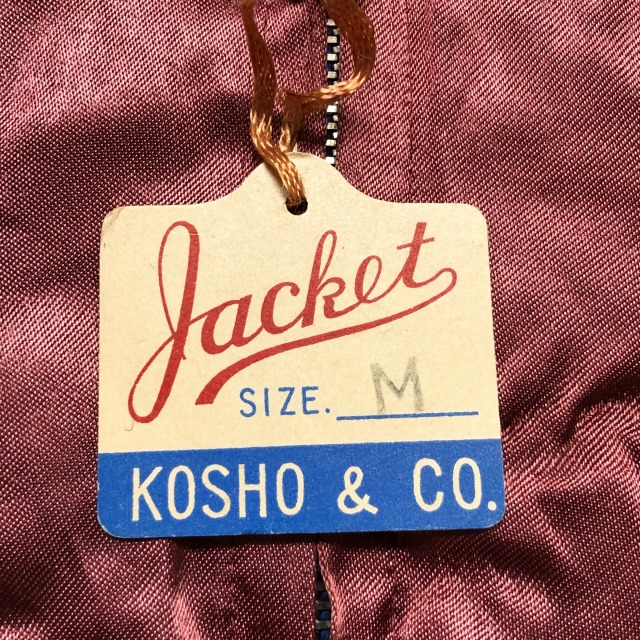 Jacket
SIZE. M
KOSHO & CO.